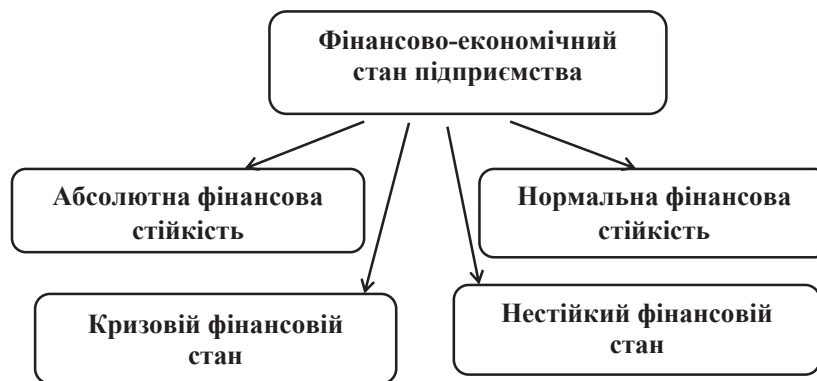 Фінансово-економічний
стан підприємства
Абсолютна фінансова
стійкість
Нормальна фінансова
стійкість
Кризовій фінансовій
стан
Нестійкий фінансовій
стан